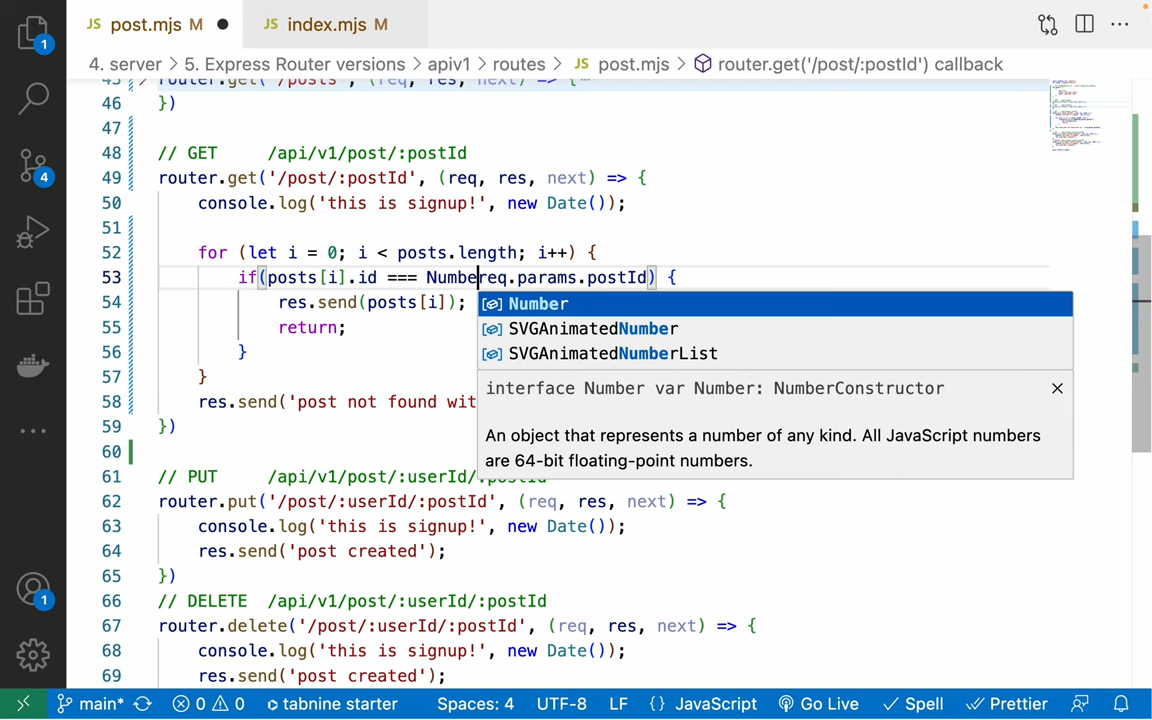 JS post.mjs M
JS index.mjs M
4. server > 5. Express Router versions > apiv1 > routes > JS post.mjs > router.get('/post/:postId') callback
45 router.get('/posts', (req, res, next) => {…
46 })
47
48 // GET /api/v1/post/:postId
49 router.get('/post/:postId', (req, res, next) => {
50 console.log('this is signup!', new Date());
51
52 for (let i = 0; i < posts.length; i++) {
53 if(posts[i].id === Numbereq.params.postId) {
54 res.send(posts[i]);
55 return;
56 }
57 }
58 res.send('post not found wit
59 })
60
61 // PUT /api/v1/post/:userId/:postId
62 router.put('/post/:userId/:postId', (req, res, next) => {
63 console.log('this is signup!', new Date());
64 res.send('post created');
65 })
66 // DELETE /api/v1/post/:userId/:postId
67 router.delete('/post/:userId/:postId', (req, res, next) => {
68 console.log('this is signup!', new Date());
69 res.send('post created');
Number
SVGAnimatedNumber
SVGAnimatedNumberList
interface Number var Number: NumberConstructor
An object that represents a number of any kind. All JavaScript numbers
are 64-bit floating-point numbers.
1
4
1
main* 0 0 tabnine starter Spaces: 4 UTF-8 LF {} JavaScript Go Live Spell Prettier